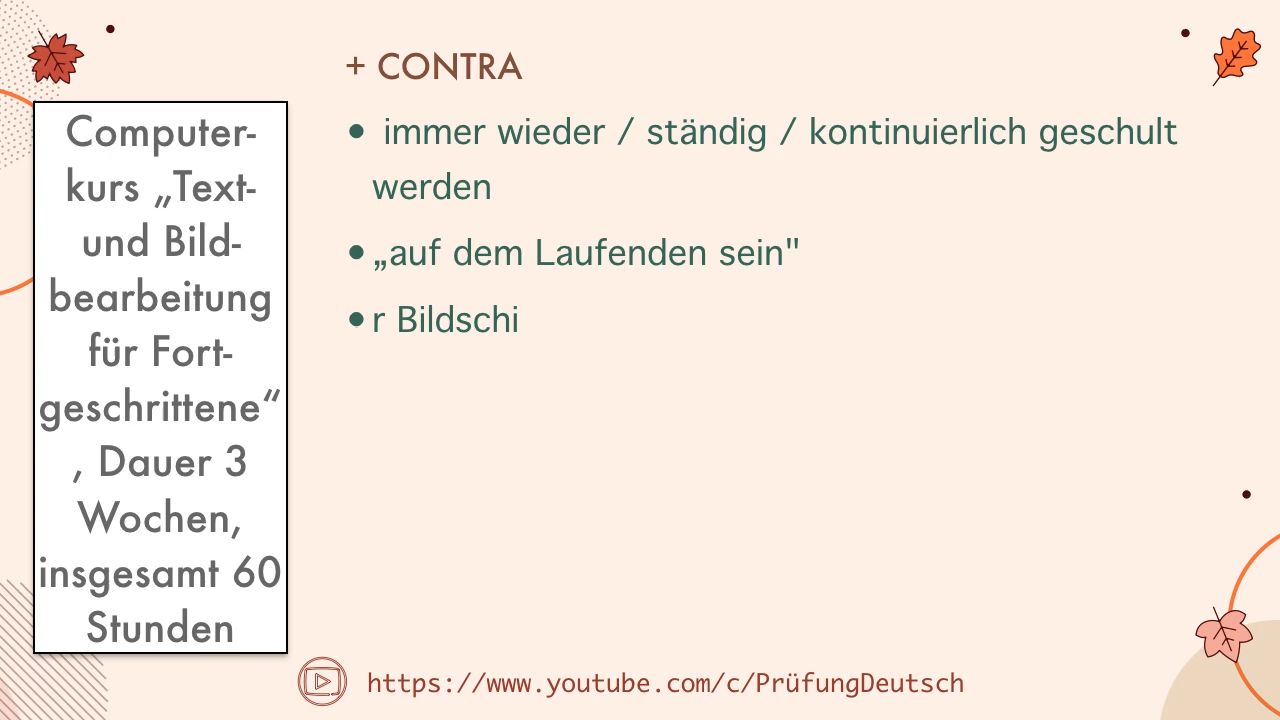 + CONTRA
Computer-
kurs „Text-
und Bild-
bearbeitung
für Fort-
geschrittene“
, Dauer 3
Wochen,
insgesamt 60
Stunden
• immer wieder / ständig / kontinuierlich geschult
werden
• „auf dem Laufenden sein"
• r Bildschi
https://www.youtube.com/c/PrüfungDeutsch